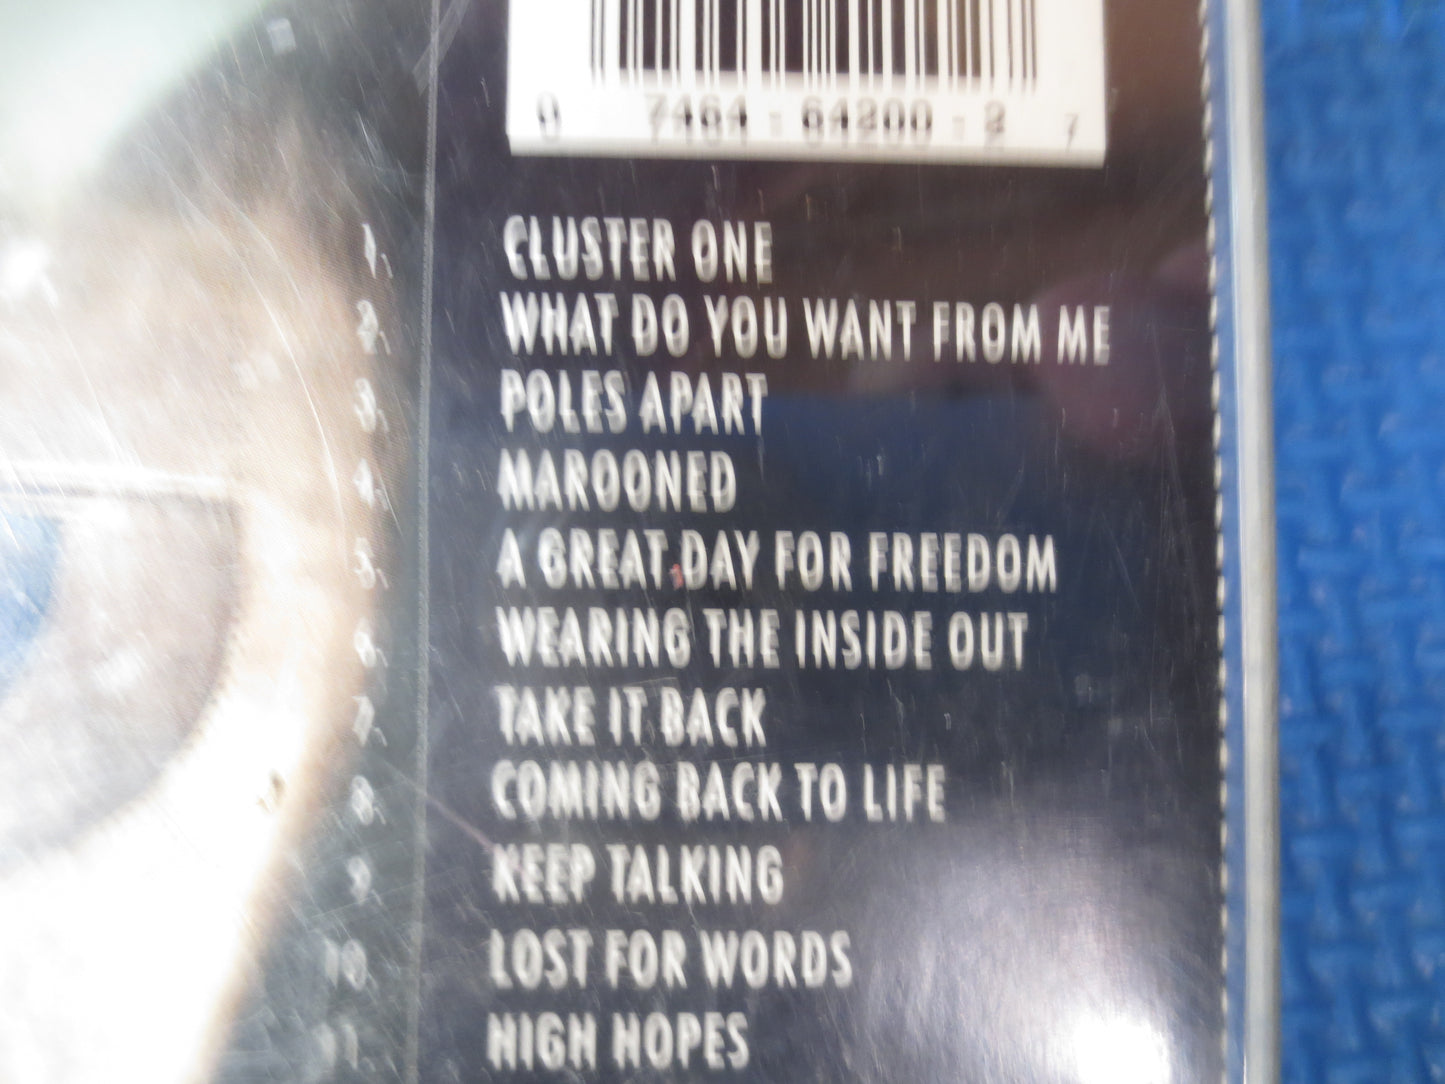 0 7464-64200-2 7
1. CLUSTER ONE
2. WHAT DO YOU WANT FROM ME
3. POLES APART
4. MAROONED
5. A GREAT DAY FOR FREEDOM
6. WEARING THE INSIDE OUT
7. TAKE IT BACK
8. COMING BACK TO LIFE
9. KEEP TALKING
10. LOST FOR WORDS
11. HIGH HOPES